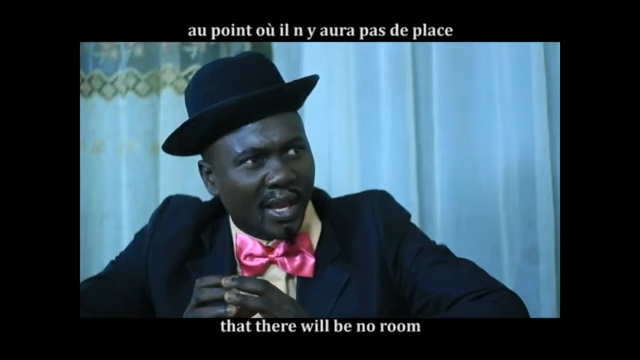 au point où il n y aura pas de place
that there will be no room